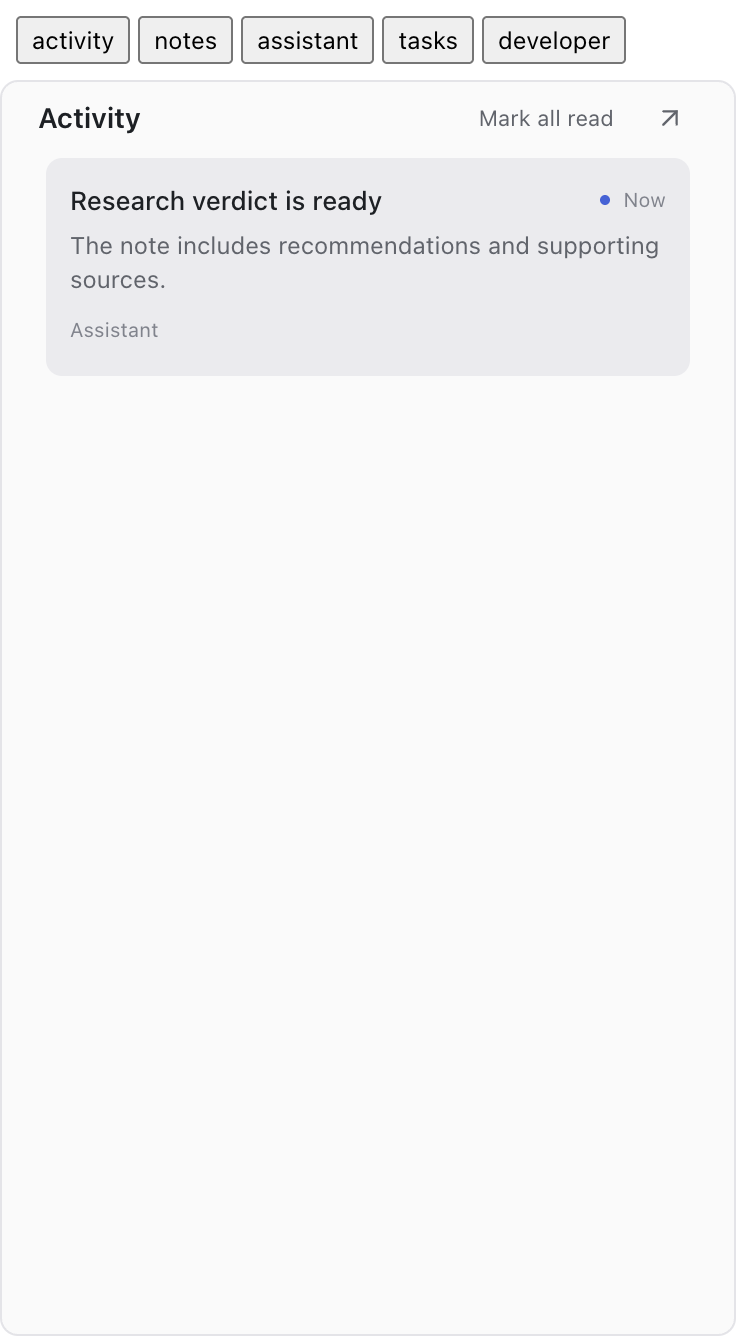 activity notes assistant tasks developer
Activity Mark all read
Research verdict is ready Now
The note includes recommendations and supporting
sources.
Assistant